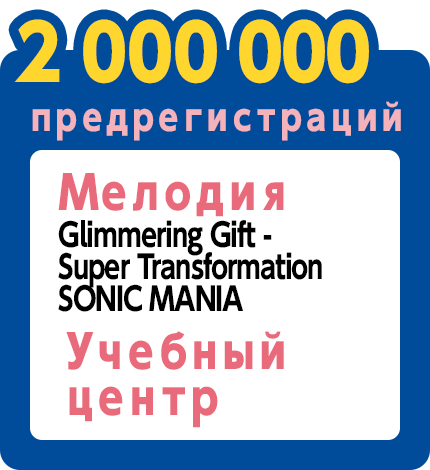 2 000 000
предрегистраций
Мелодия
Glimmering Gift -
Super Transformation
SONIC MANIA
Учебный
центр